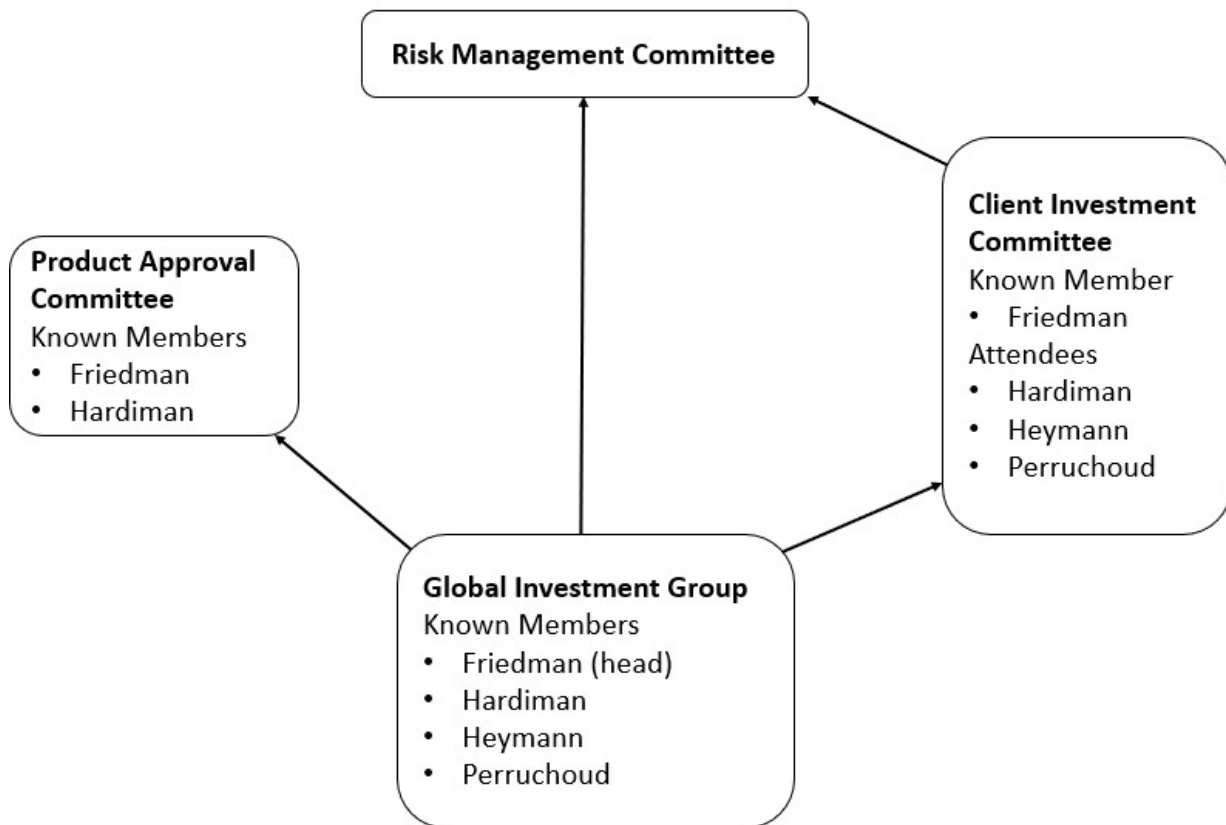 Risk Management Committee
Product Approval
Committee
Known Members
• Friedman
• Hardiman
Client Investment
Committee
Known Member
• Friedman
Attendees
• Hardiman
• Heymann
• Perruchoud
Global Investment Group
Known Members
• Friedman (head)
• Hardiman
• Heymann
• Perruchoud